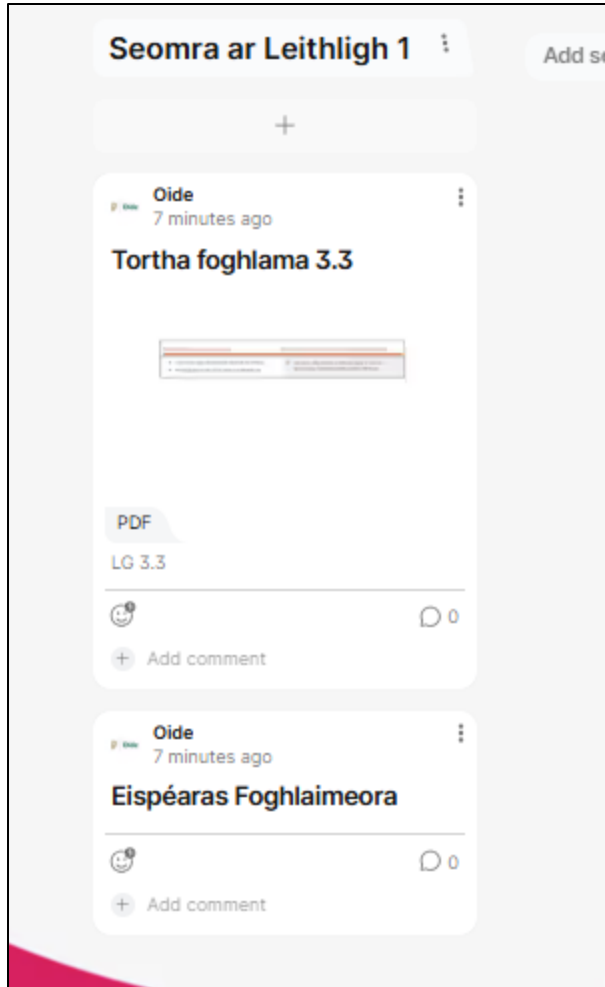 Seomra ar Leithligh 1
Add se
+
Oide
7 minutes ago
Tortha foghlama 3.3
PDF
LG 3.3
0
+ Add comment
Oide
7 minutes ago
Eispéaras Foghlaimeora
0
+ Add comment